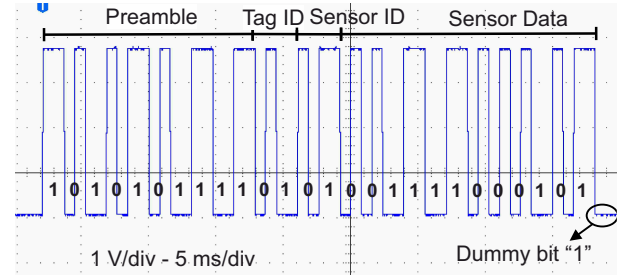 Preamble Tag ID Sensor ID Sensor Data
1 0 1 0 1 0 1 1 1 1 0 1 0 1 0 0 1 1 1 1 0 0 0 1 0 1
1 V/div - 5 ms/div
Dummy bit “1”